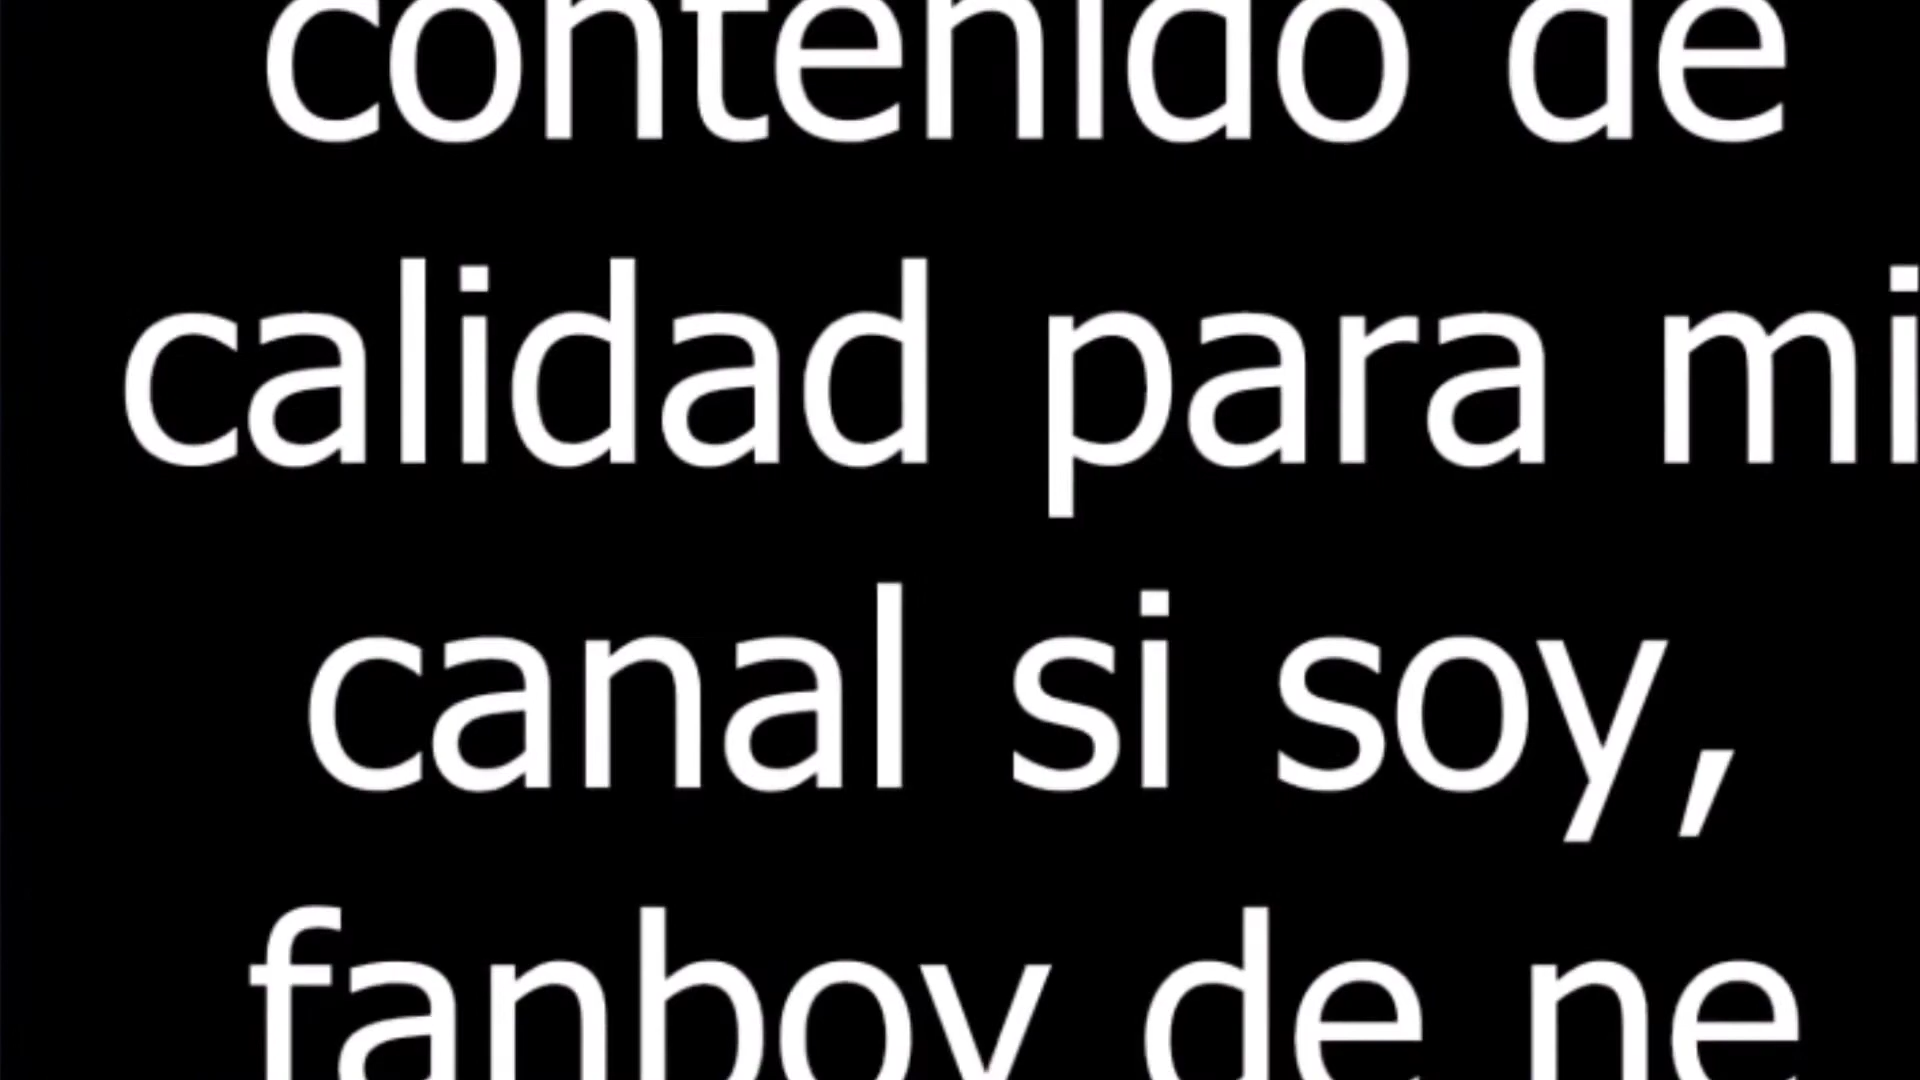 contenido de
calidad para mi
canal si soy,
fanboy de ne